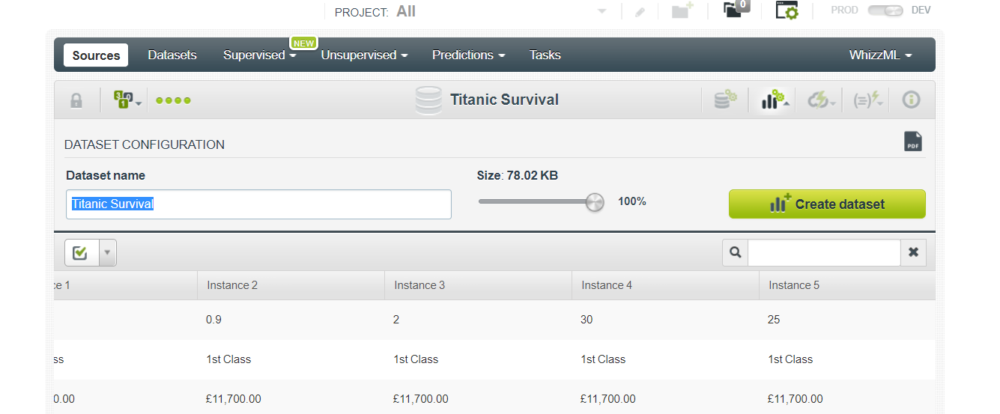 PROJECT: All 0 PROD DEV
NEW
Sources Datasets Supervised Unsupervised Predictions Tasks WhizzML
Titanic Survival
DATASET CONFIGURATION PDF
Dataset name Size: 78.02 KB
Titanic Survival 100% Create dataset
ce 1 Instance 2 Instance 3 Instance 4 Instance 5
0.9 2 30 25
ss 1st Class 1st Class 1st Class 1st Class
0.00 £11,700.00 £11,700.00 £11,700.00 £11,700.00